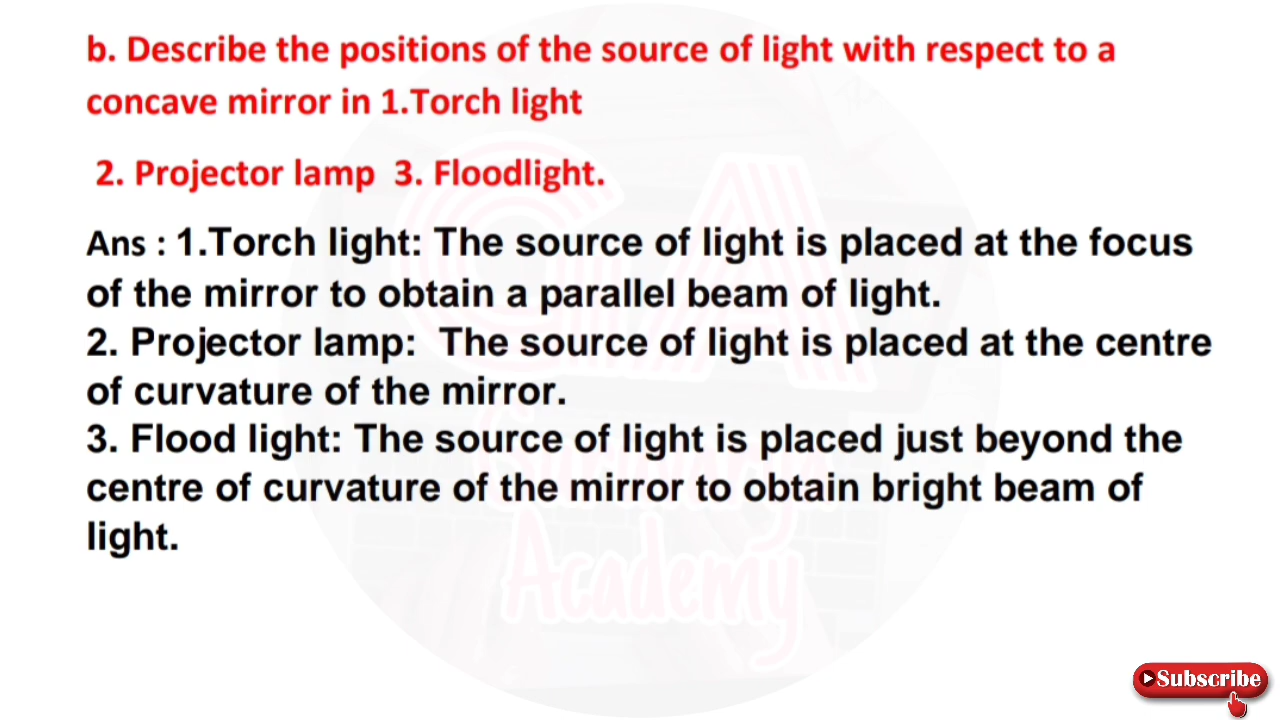 b. Describe the positions of the source of light with respect to a
concave mirror in 1.Torch light
2. Projector lamp 3. Floodlight.
Ans : 1.Torch light: The source of light is placed at the focus
of the mirror to obtain a parallel beam of light.
2. Projector lamp: The source of light is placed at the centre
of curvature of the mirror.
3. Flood light: The source of light is placed just beyond the
centre of curvature of the mirror to obtain bright beam of
light.
Academy
Subscribe